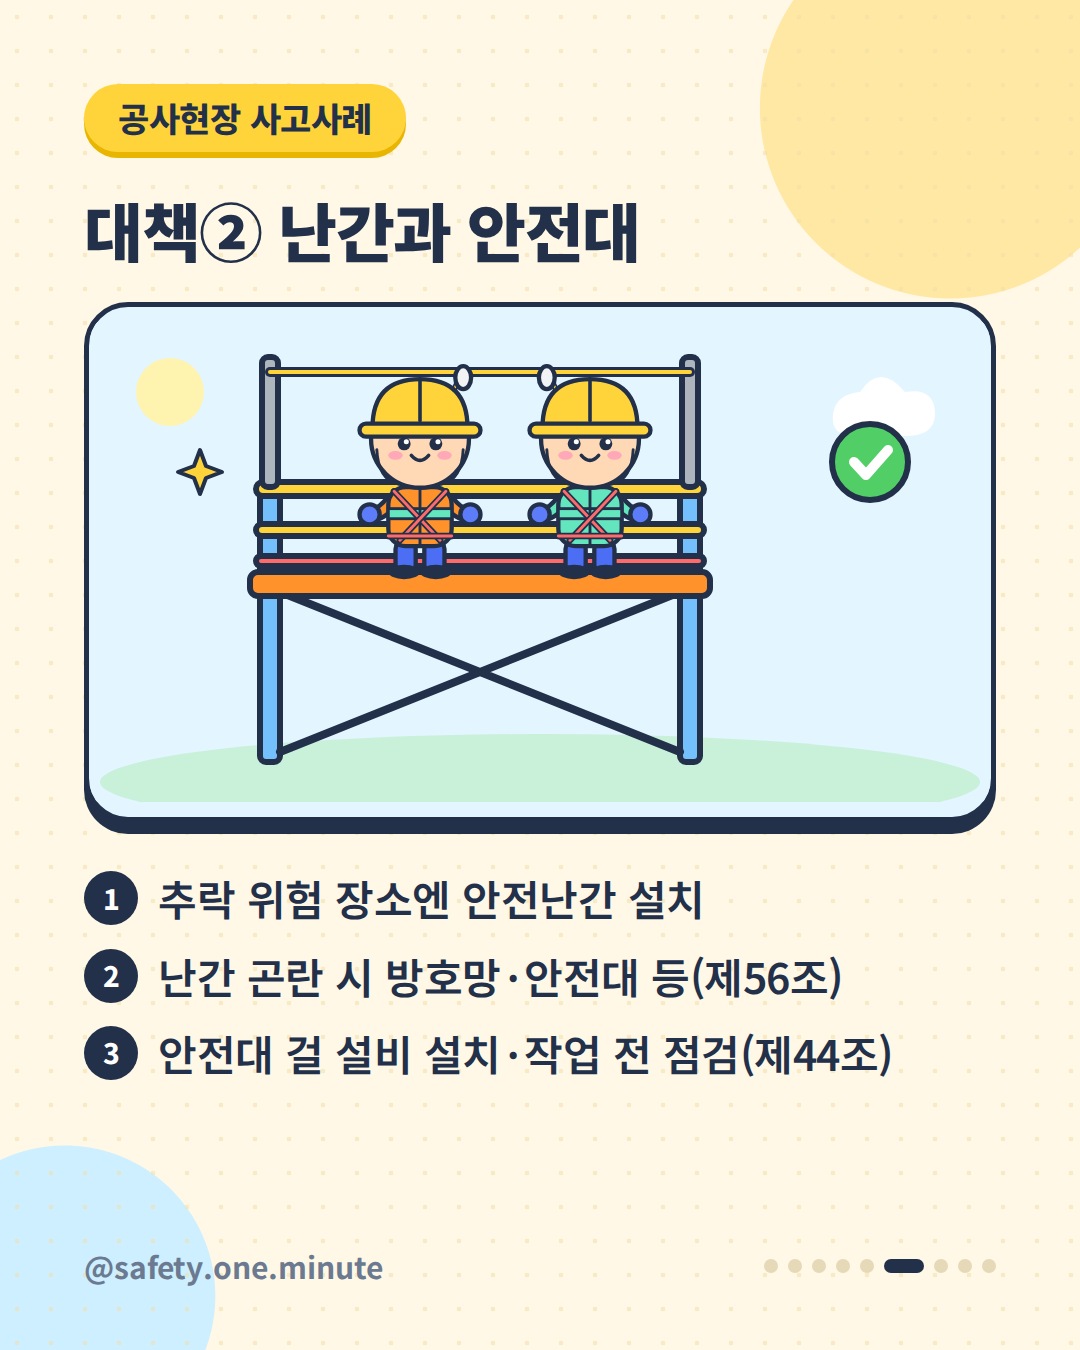 공사현장 사고사례
대책② 난간과 안전대
1 추락 위험 장소엔 안전난간 설치
2 난간 곤란 시 방호망·안전대 등(제56조)
3 안전대 걸 설비 설치·작업 전 점검(제44조)
@safety.one.minute